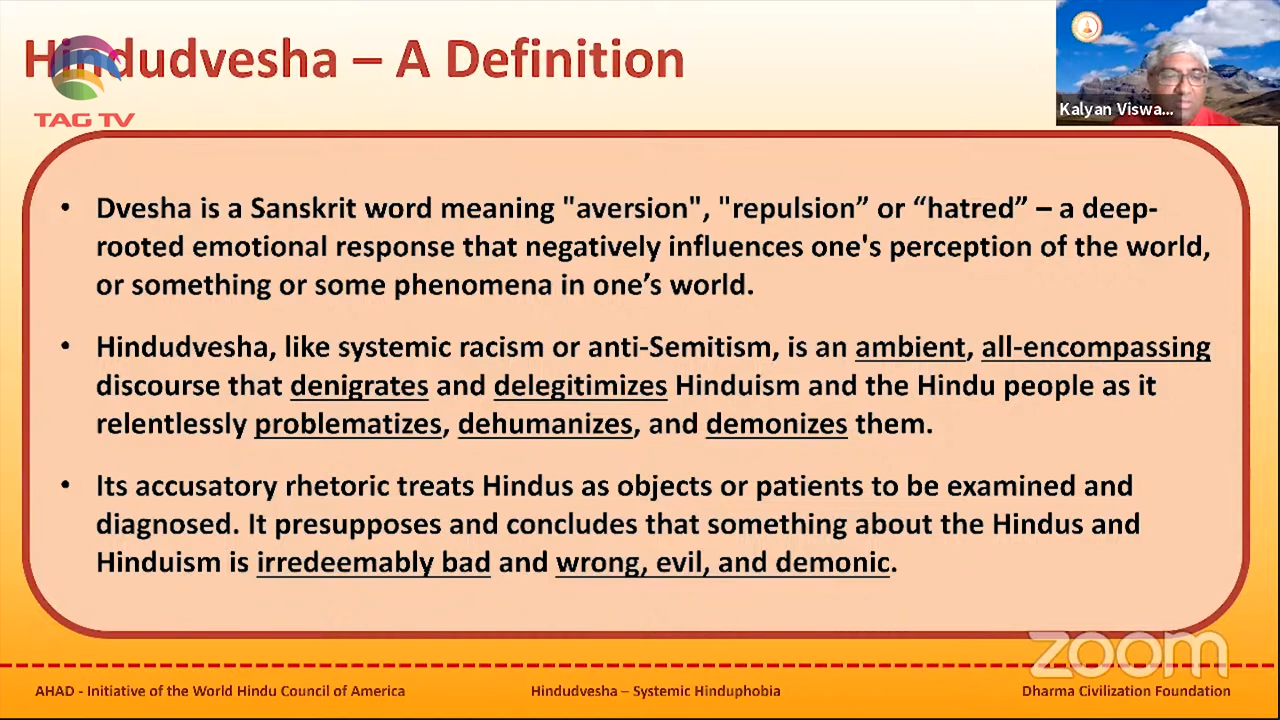 Hindudvesha – A Definition
TAG TV
Kalyan Viswa...
• Dvesha is a Sanskrit word meaning "aversion", "repulsion” or “hatred” – a deep-
rooted emotional response that negatively influences one's perception of the world,
or something or some phenomena in one’s world.
• Hindudvesha, like systemic racism or anti-Semitism, is an ambient, all-encompassing
discourse that denigrates and delegitimizes Hinduism and the Hindu people as it
relentlessly problematizes, dehumanizes, and demonizes them.
• Its accusatory rhetoric treats Hindus as objects or patients to be examined and
diagnosed. It presupposes and concludes that something about the Hindus and
Hinduism is irredeemably bad and wrong, evil, and demonic.
zoom
AHAD - Initiative of the World Hindu Council of America
Hindudvesha – Systemic Hinduphobia
Dharma Civilization Foundation